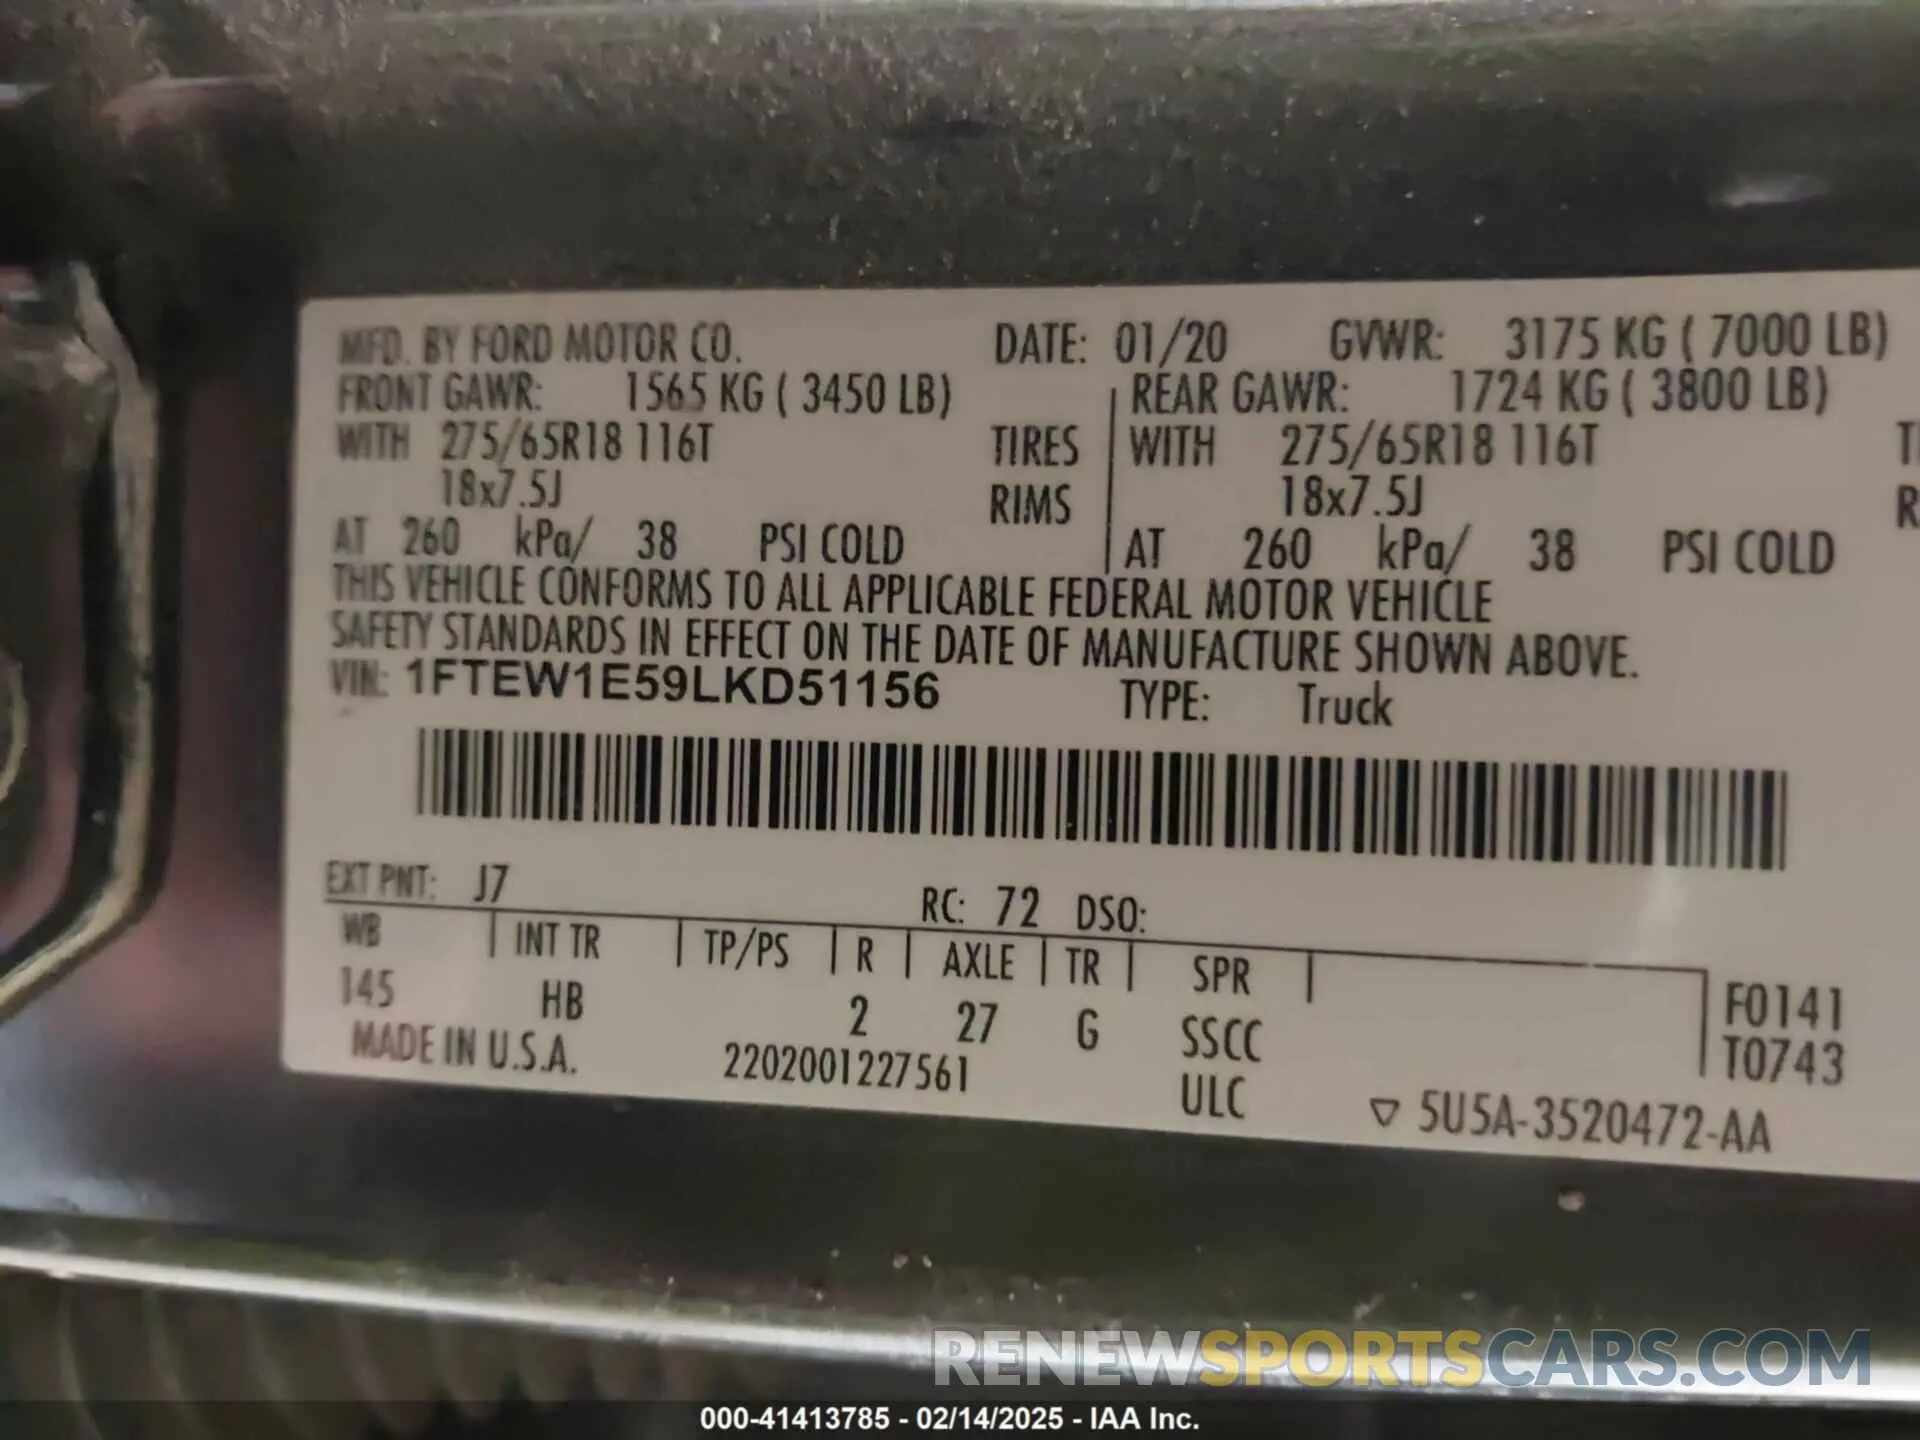 MFD. BY FORD MOTOR CO. DATE: 01/20 GVWR: 3175 KG ( 7000 LB)
FRONT GAWR: 1565 KG ( 3450 LB) REAR GAWR: 1724 KG ( 3800 LB)
WITH 275/65R18 116T TIRES WITH 275/65R18 116T
18x7.5J RIMS 18x7.5J
AT 260 kPa/ 38 PSI COLD AT 260 kPa/ 38 PSI COLD
THIS VEHICLE CONFORMS TO ALL APPLICABLE FEDERAL MOTOR VEHICLE
SAFETY STANDARDS IN EFFECT ON THE DATE OF MANUFACTURE SHOWN ABOVE.
VIN: 1FTEW1E59LKD51156 TYPE: Truck
EXT PNT: J7 RC: 72 DSO:
WB INT TR TP/PS R AXLE TR SPR
145 HB 2 27 G SSCC F0141
MADE IN U.S.A. 2202001227561 ULC T0743
▽ 5U5A-3520472-AA
RENEWSPORTSCARS.COM
000-41413785 - 02/14/2025 - IAA Inc.